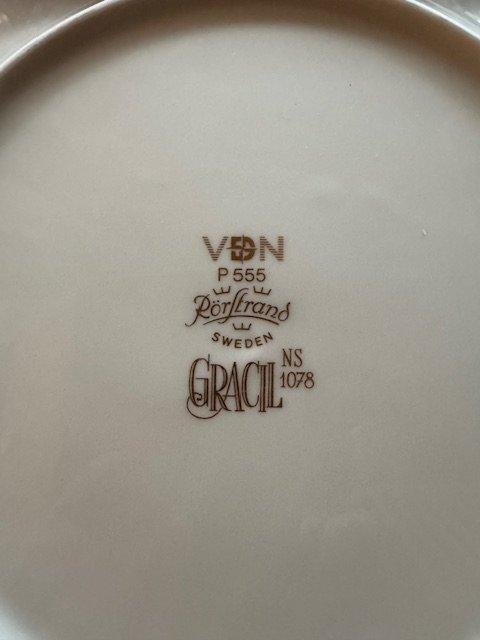 VDN
P 555
Rörstrand
SWEDEN
GRACIL NS 1078